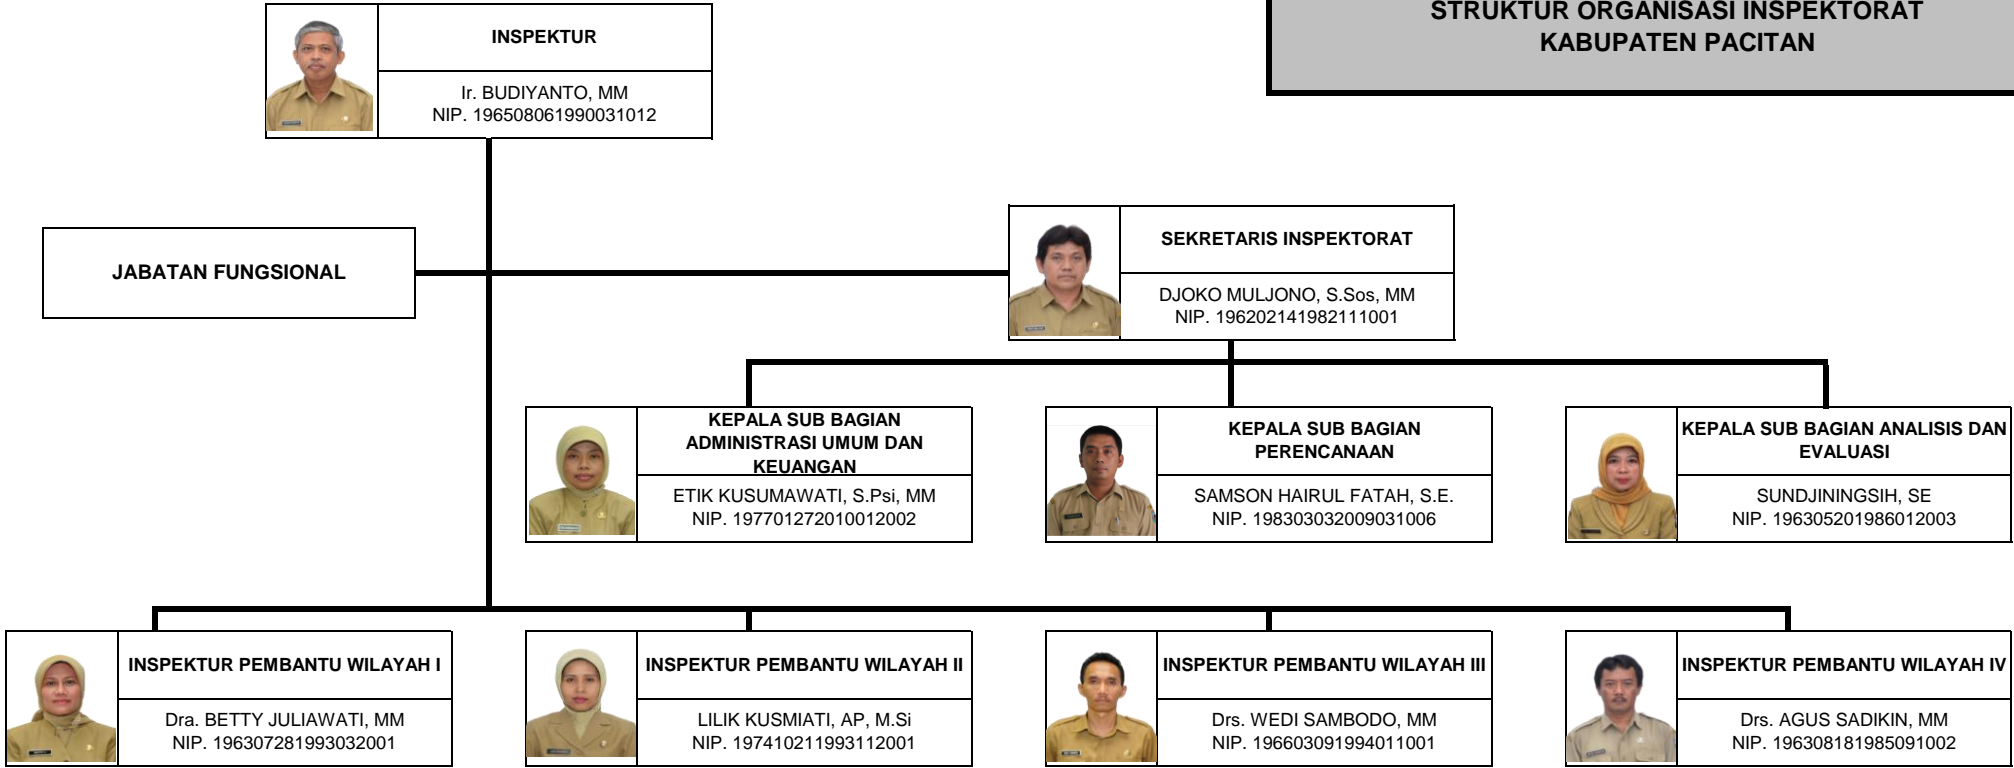 STRUKTUR ORGANISASI INSPEKTORAT
KABUPATEN PACITAN
INSPEKTUR
Ir. BUDIYANTO, MM
NIP. 196508061990031012
JABATAN FUNGSIONAL
SEKRETARIS INSPEKTORAT
DJOKO MULJONO, S.Sos, MM
NIP. 196202141982111001
KEPALA SUB BAGIAN
ADMINISTRASI UMUM DAN
KEUANGAN
ETIK KUSUMAWATI, S.Psi, MM
NIP. 197701272010012002
KEPALA SUB BAGIAN
PERENCANAAN
SAMSON HAIRUL FATAH, S.E.
NIP. 198303032009031006
KEPALA SUB BAGIAN ANALISIS DAN
EVALUASI
SUNDJININGSIH, SE
NIP. 196305201986012003
INSPEKTUR PEMBANTU WILAYAH I
Dra. BETTY JULIAWATI, MM
NIP. 196307281993032001
INSPEKTUR PEMBANTU WILAYAH II
LILIK KUSMIATI, AP, M.Si
NIP. 197410211993112001
INSPEKTUR PEMBANTU WILAYAH III
Drs. WEDI SAMBODO, MM
NIP. 196603091994011001
INSPEKTUR PEMBANTU WILAYAH IV
Drs. AGUS SADIKIN, MM
NIP. 196308181985091002